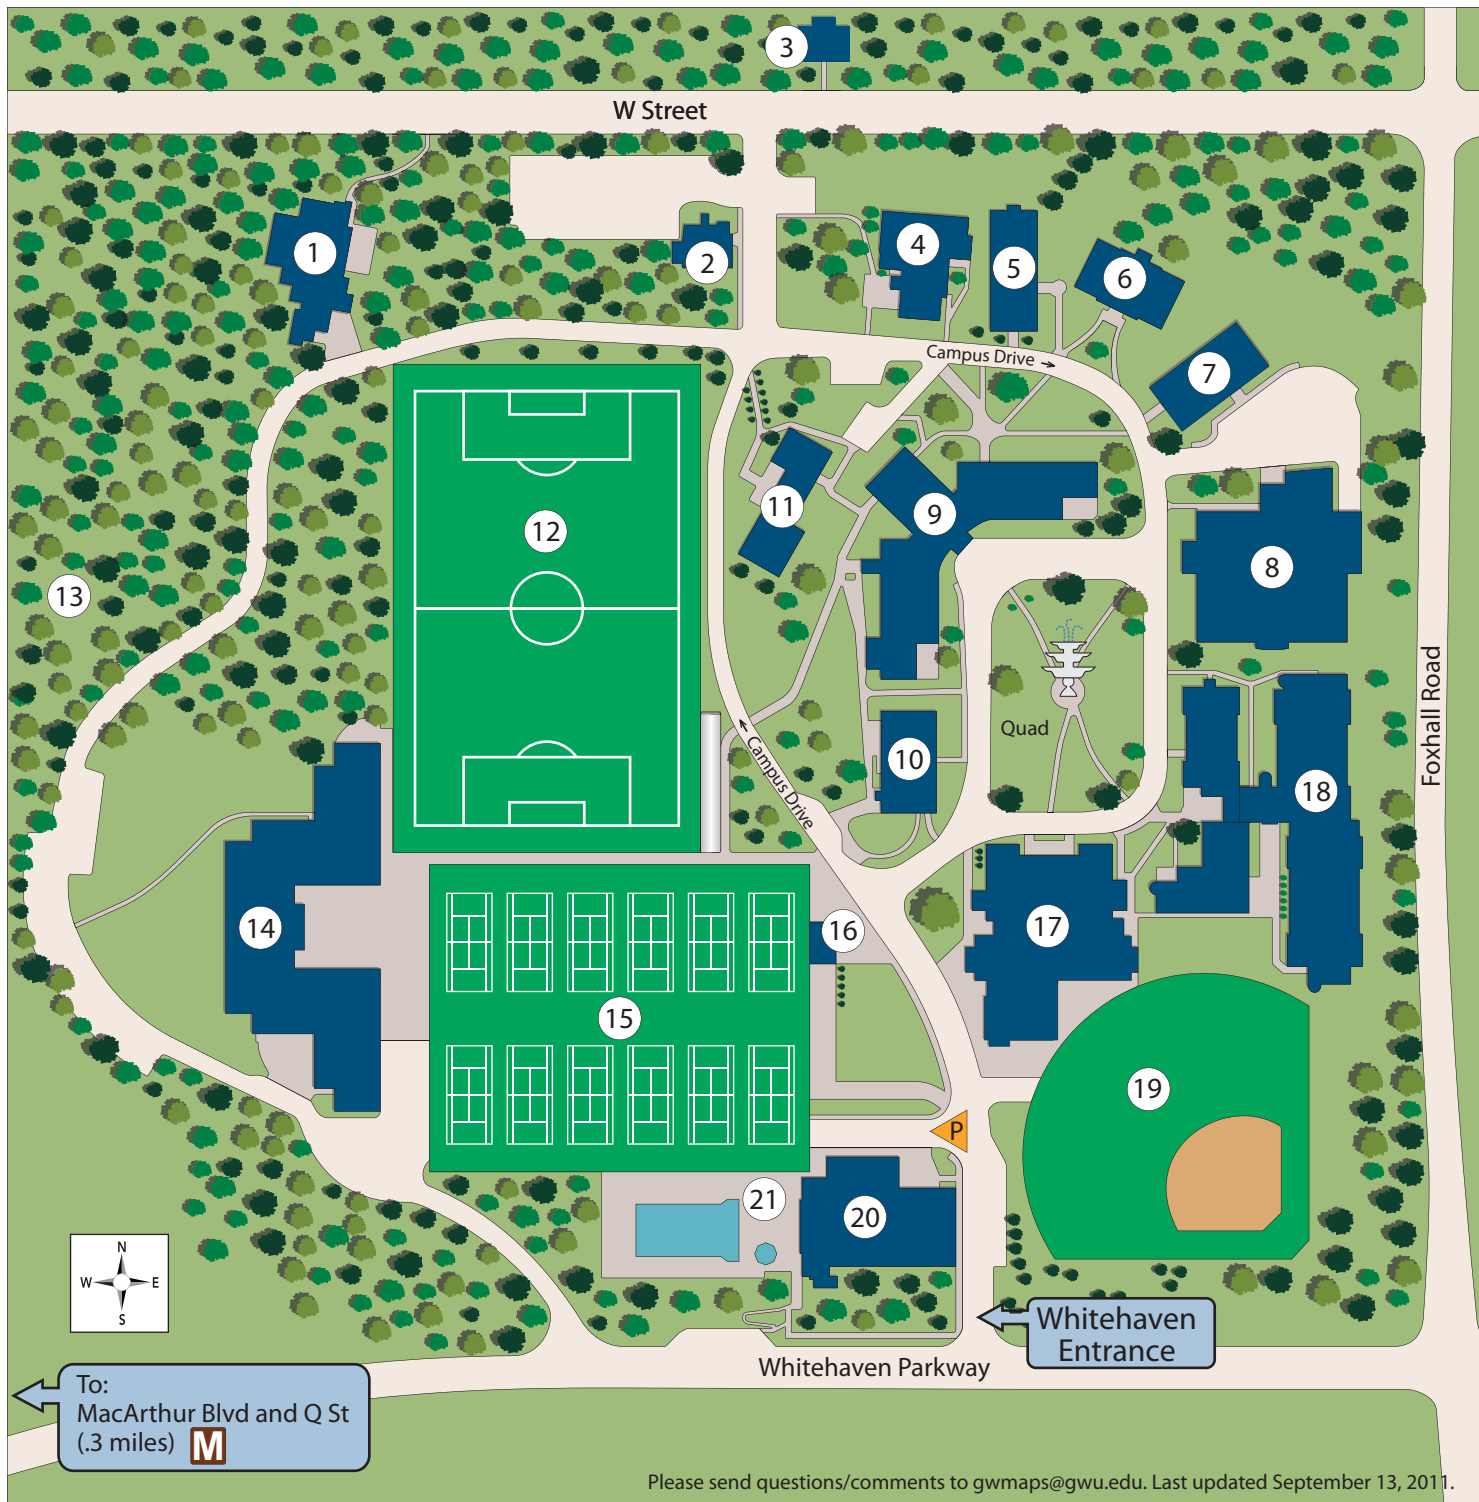 3
W Street
1
2
4
5
6
Campus Drive
7
11
9
12
8
13
Quad
10
Campus Drive
Foxhall Road
18
14
16
17
15
19
P
21
20
N
W E
S
Whitehaven
Entrance
Whitehaven Parkway
To:
MacArthur Blvd and Q St
(.3 miles) M
Please send questions/comments to gwmaps@gwu.edu. Last updated September 13, 2011.